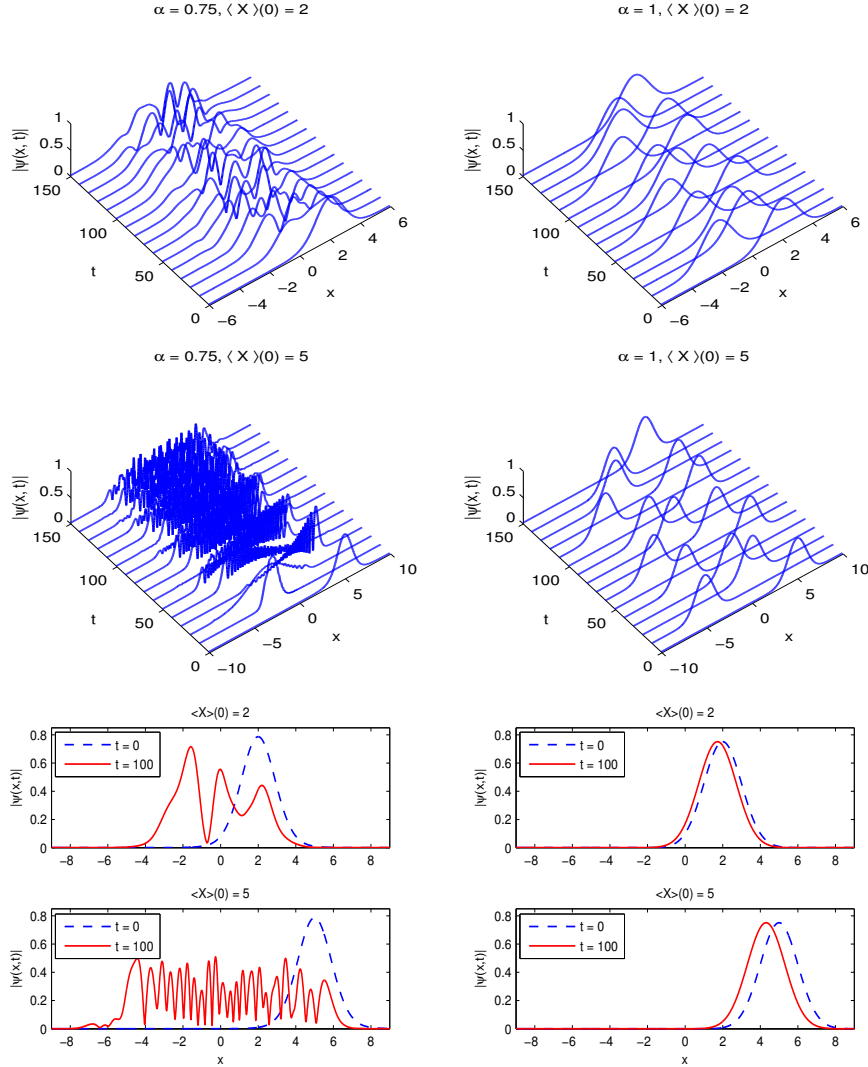 α = 0.75, ⟨ X ⟩(0) = 2
α = 1, ⟨ X ⟩(0) = 2
|ψ(x, t)|
1
0.5
0
150
100
50
0
t
−6
−4
−2
0
2
4
6
x
|ψ(x, t)|
1
0.5
0
150
100
50
0
t
−6
−4
−2
0
2
4
6
x
α = 0.75, ⟨ X ⟩(0) = 5
α = 1, ⟨ X ⟩(0) = 5
|ψ(x, t)|
1
0.5
0
150
100
50
0
t
−10
−5
0
5
10
x
|ψ(x, t)|
1
0.5
0
150
100
50
0
t
−10
−5
0
5
10
x
<X>(0) = 2
|ψ(x,t)|
0.8
0.6
0.4
0.2
0
t = 0
t = 100
−8 −6 −4 −2 0 2 4 6 8
<X>(0) = 2
|ψ(x,t)|
0.8
0.6
0.4
0.2
0
t = 0
t = 100
−8 −6 −4 −2 0 2 4 6 8
<X>(0) = 5
|ψ(x,t)|
0.8
0.6
0.4
0.2
0
t = 0
t = 100
−8 −6 −4 −2 0 2 4 6 8
x
<X>(0) = 5
|ψ(x,t)|
0.8
0.6
0.4
0.2
0
t = 0
t = 100
−8 −6 −4 −2 0 2 4 6 8
x